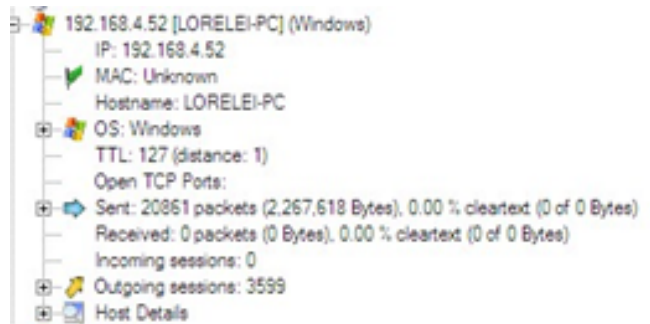 192.168.4.52 [LORELEI-PC] (Windows)
IP: 192.168.4.52
MAC: Unknown
Hostname: LORELEI-PC
OS: Windows
TTL: 127 (distance: 1)
Open TCP Ports:
Sent: 20861 packets (2,267,618 Bytes), 0.00 % cleartext (0 of 0 Bytes)
Received: 0 packets (0 Bytes), 0.00 % cleartext (0 of 0 Bytes)
Incoming sessions: 0
Outgoing sessions: 3599
Host Details